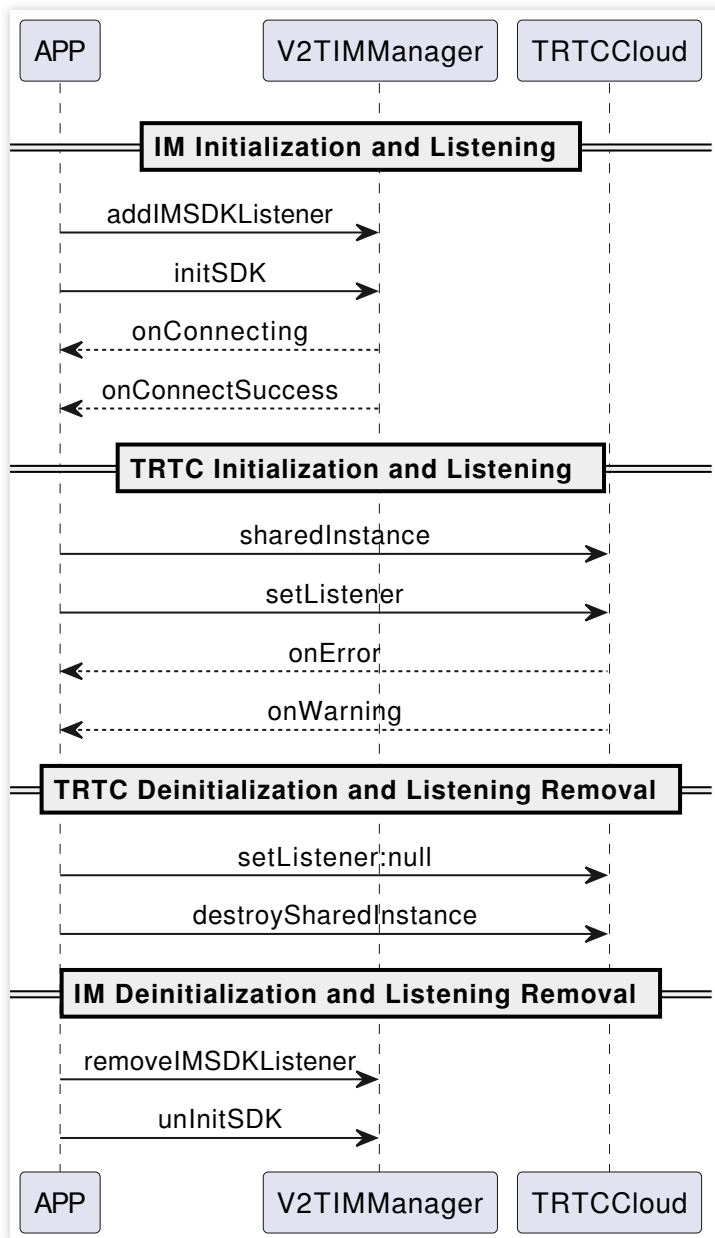 APP V2TIMManager TRTCCloud
IM Initialization and Listening
addIMSDKListener
initSDK
onConnecting
onConnectSuccess
TRTC Initialization and Listening
sharedInstance
setListener
onError
onWarning
TRTC Deinitialization and Listening Removal
setListener:null
destroySharedInstance
IM Deinitialization and Listening Removal
removeIMSDKListener
unInitSDK
APP V2TIMManager TRTCCloud